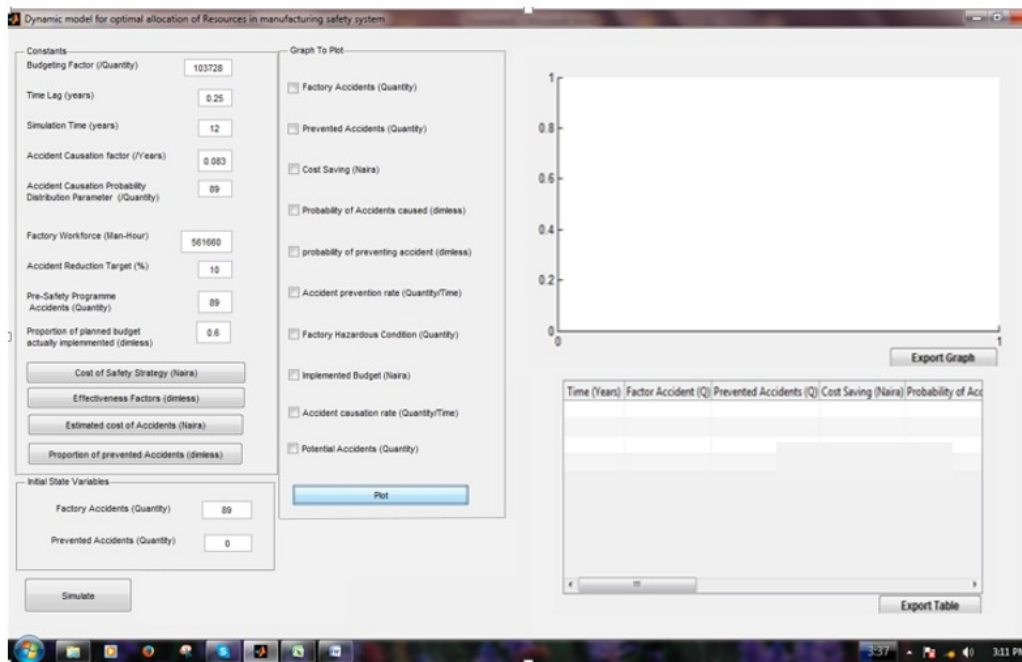 Dynamic model for optimal allocation of Resources in manufacturing safety system
Constants
Budgeting Factor (/Quantity)
103728
Time Lag (years)
0.25
Simulation Time (years)
12
Accident Causation factor (/Years)
0.083
Accident Causation Probability
Distribution Parameter (/Quantity)
89
Factory Workforce (Man-Hour)
561660
Accident Reduction Target (%)
10
Pre-Safety Programme
Accidents (Quantity)
89
Proportion of planned budget
actually implemmented (dimless)
0.6
Cost of Safety Strategy (Naira)
Effectiveness Factors (dimless)
Estimated cost of Accidents (Naira)
Proportion of prevented Accidents (dimless)
Initial State Variables
Factory Accidents (Quantity)
89
Prevented Accidents (Quantity)
0
Simulate
Graph To Plot
Factory Accidents (Quantity)
Prevented Accidents (Quantity)
Cost Saving (Naira)
Probability of Accidents caused (dimless)
probability of preventing accident (dimless)
Accident prevention rate (Quantity/Time)
Factory Hazardous Condition (Quantity)
Implemented Budget (Naira)
Accident causation rate (Quantity/Time)
Potential Accidents (Quantity)
Plot
1
0.8
0.6
0.4
0.2
0
0
1
Export Graph
Time (Years) Factor Accident (Q) Prevented Accidents (Q) Cost Saving (Naira) Probability of Acc
Export Table
3:37
3:11 PM